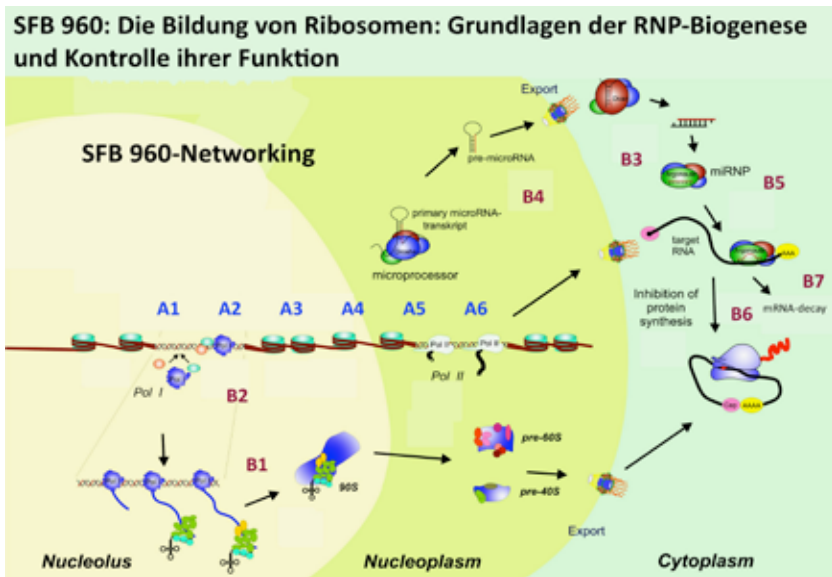 SFB 960: Die Bildung von Ribosomen: Grundlagen der RNP-Biogenese
und Kontrolle ihrer Funktion
SFB 960-Networking
Export
pre-microRNA
B3
miRNP
B5
B4
primary microRNA-
transkript
microprocessor
target
RNA
AAA
B7
A1
A2
A3
A4
A5
A6
Inhibition of
protein
synthesis
B6
mRNA-decay
Pol II
Pol II
Pol I
Pol II
B2
Cap
AAAA
B1
90S
pre-60S
pre-40S
Export
Nucleolus
Nucleoplasm
Cytoplasm